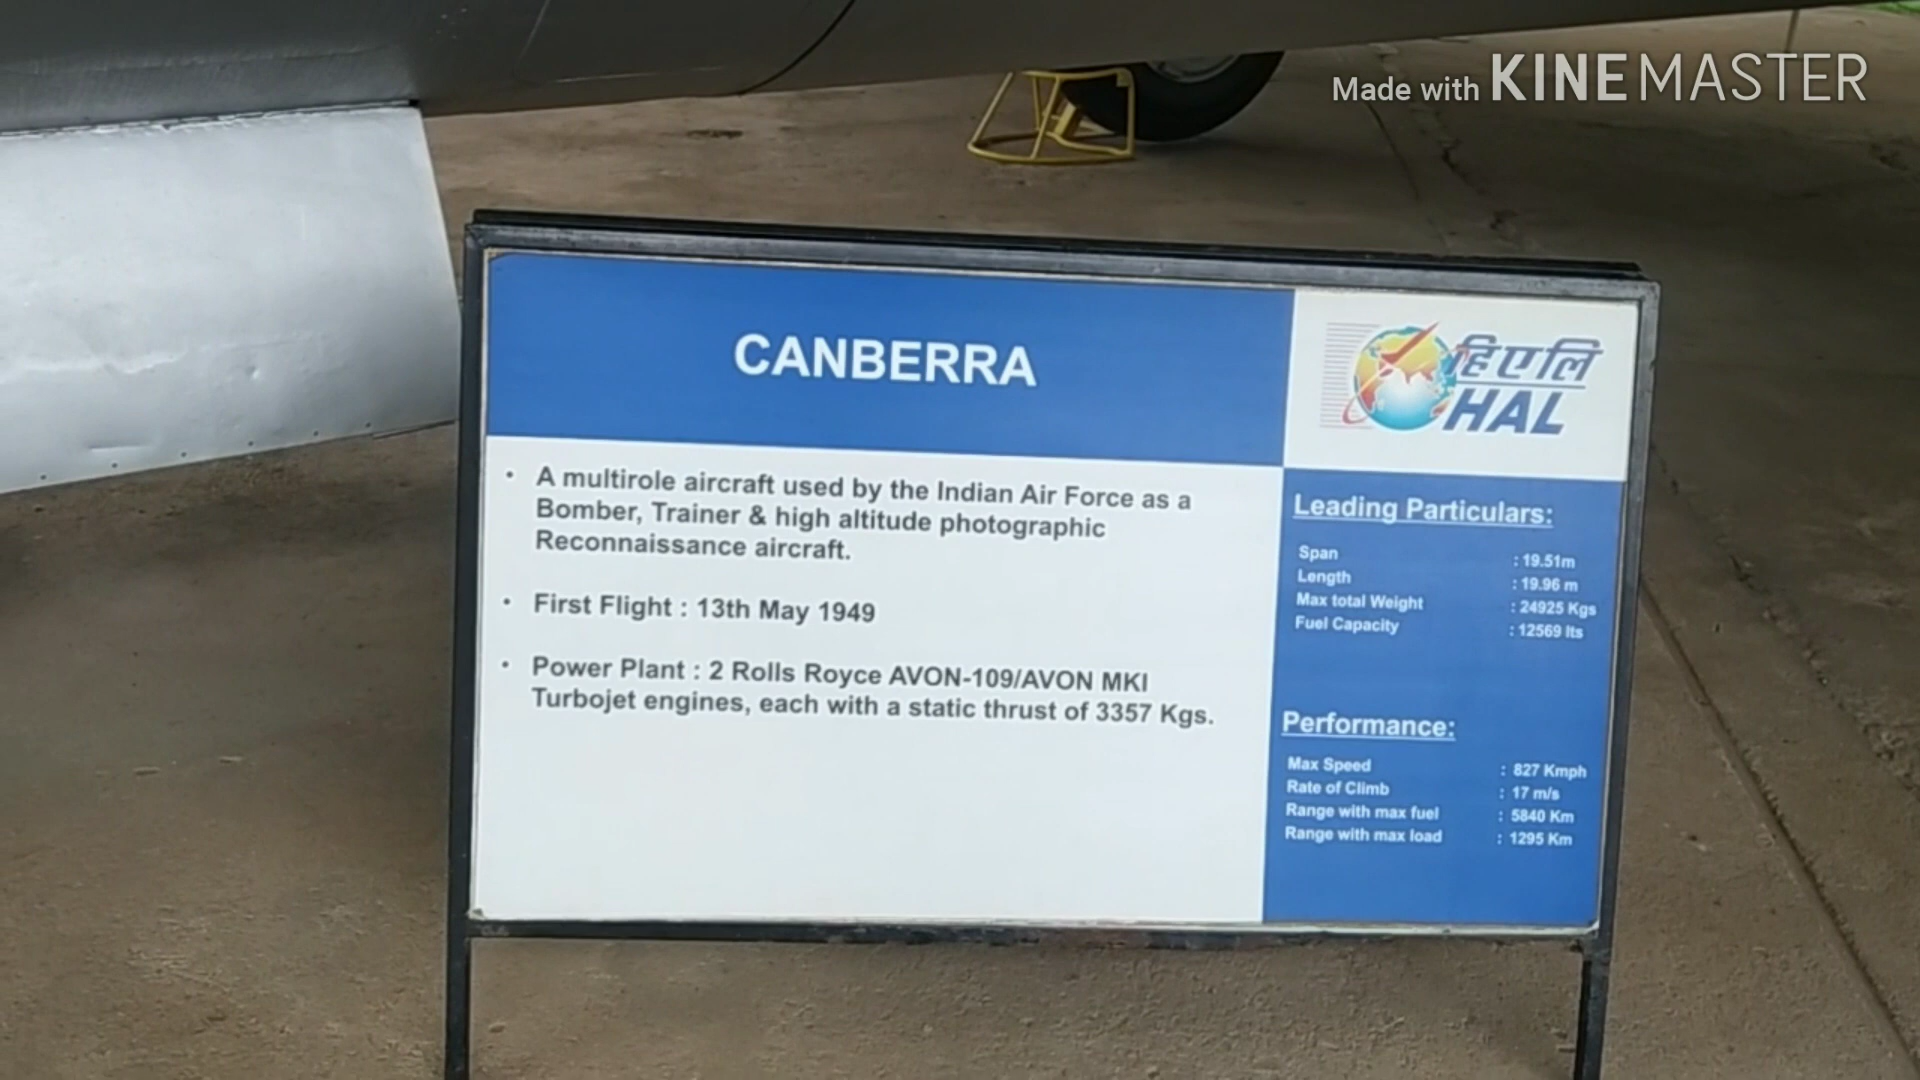 Made with KINEMASTER
CANBERRA
हिएलि
HAL
• A multirole aircraft used by the Indian Air Force as a
Bomber, Trainer & high altitude photographic
Reconnaissance aircraft.
• First Flight : 13th May 1949
• Power Plant : 2 Rolls Royce AVON-109/AVON MKI
Turbojet engines, each with a static thrust of 3357 Kgs.
Leading Particulars:
Span : 19.51m
Length : 19.96 m
Max total Weight : 24925 Kgs
Fuel Capacity : 12569 lts
Performance:
Max Speed : 827 Kmph
Rate of Climb : 17 m/s
Range with max fuel : 5840 Km
Range with max load : 1295 Km